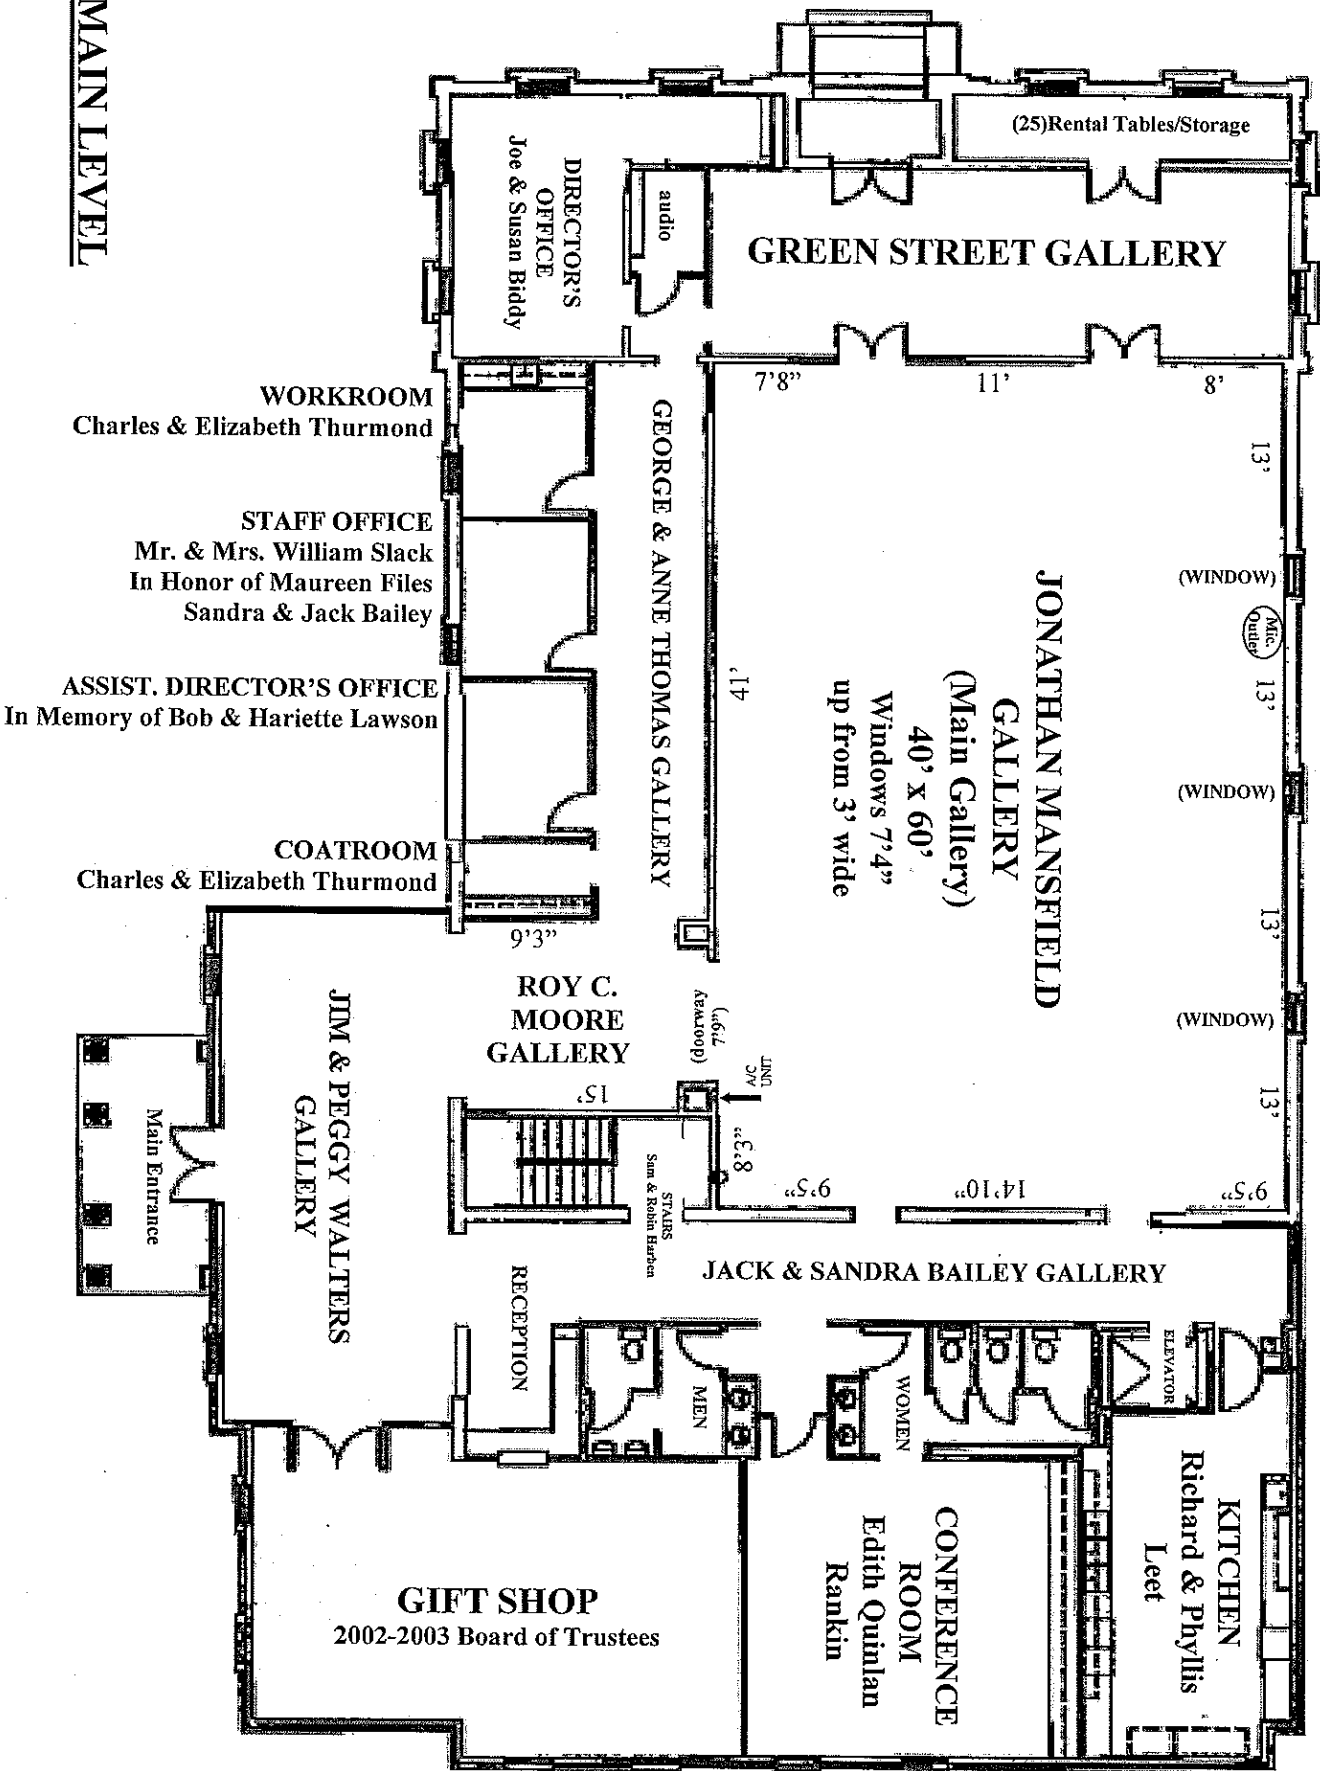 MAIN LEVEL
(25)Rental Tables/Storage
DIRECTOR'S
OFFICE
Joe & Susan Biddy
audio
GREEN STREET GALLERY
7'8"
11'
8'
WORKROOM
Charles & Elizabeth Thurmond
STAFF OFFICE
Mr. & Mrs. William Slack
In Honor of Maureen Files
Sandra & Jack Bailey
ASSIST. DIRECTOR'S OFFICE
In Memory of Bob & Hariette Lawson
COATROOM
Charles & Elizabeth Thurmond
GEORGE & ANNE THOMAS GALLERY
41'
JONATHAN MANSFIELD
GALLERY
(Main Gallery)
40' x 60'
Windows 7'4"
up from 3' wide
13'
(WINDOW)
Mic.
Outlet
13'
(WINDOW)
13'
(WINDOW)
13'
9'3"
ROY C.
MOORE
GALLERY
7'9"
(doorway)
A/C
UNIT
15'
8'3"
9'5"
14'10"
9'5"
JIM & PEGGY WALTERS
GALLERY
Main Entrance
STAIRS
Sam & Robin Harben
JACK & SANDRA BAILEY GALLERY
RECEPTION
MEN
WOMEN
ELEVATOR
KITCHEN
Richard & Phyllis
Leet
CONFERENCE
ROOM
Edith Quinlan
Rankin
GIFT SHOP
2002-2003 Board of Trustees